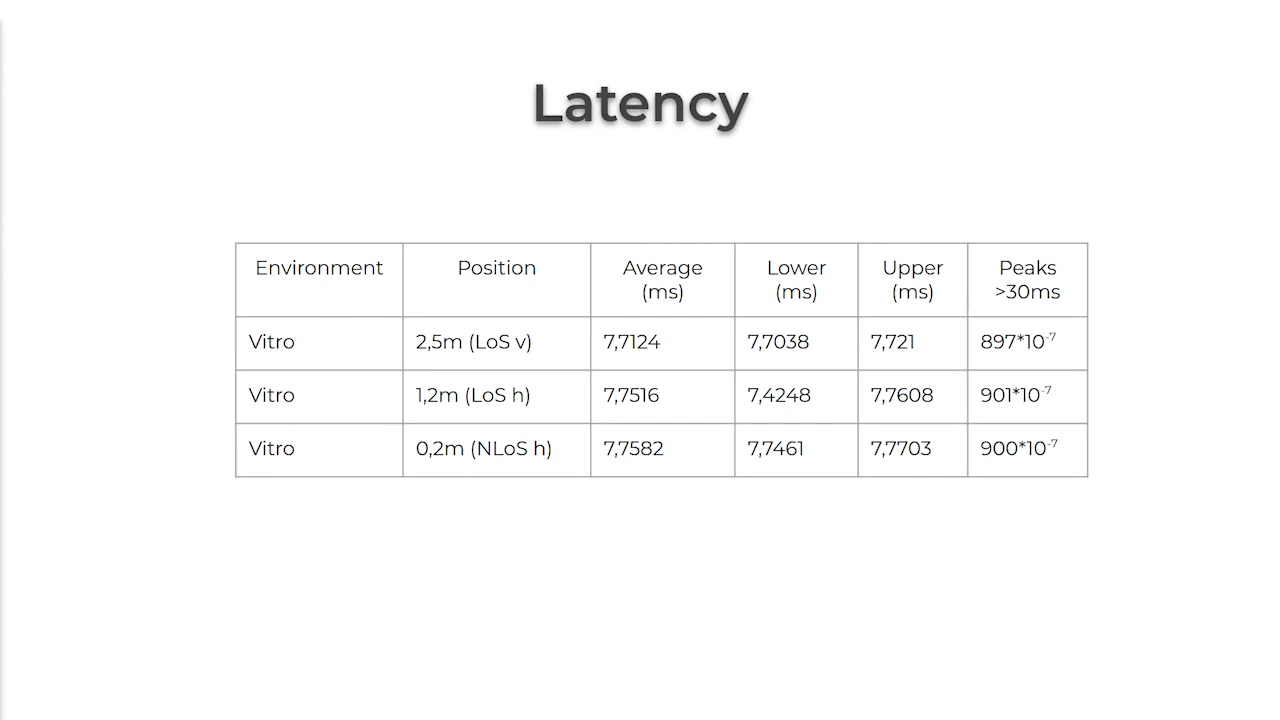 Latency
Environment Position Average (ms) Lower (ms) Upper (ms) Peaks >30ms
Vitro 2,5m (LoS v) 7,7124 7,7038 7,721 897*10⁻⁷
Vitro 1,2m (LoS h) 7,7516 7,4248 7,7608 901*10⁻⁷
Vitro 0,2m (NLoS h) 7,7582 7,7461 7,7703 900*10⁻⁷